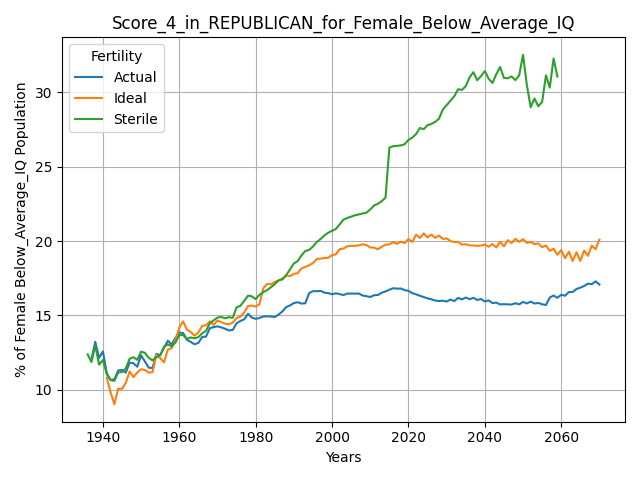 Score_4_in_REPUBLICAN_for_Female_Below_Average_IQ
Fertility
Actual
Ideal
Sterile
% of Female Below_Average_IQ Population
30
25
20
15
10
1940
1960
1980
2000
2020
2040
2060
Years